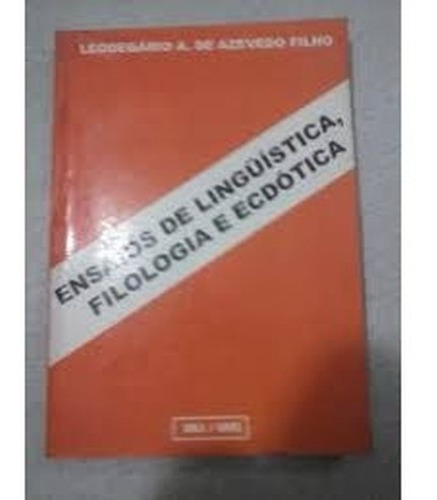 LEODEGÁRIO A. DE AZEVEDO FILHO
ENSAIOS DE LINGÜÍSTICA,
FILOLOGIA E ECDÓTICA